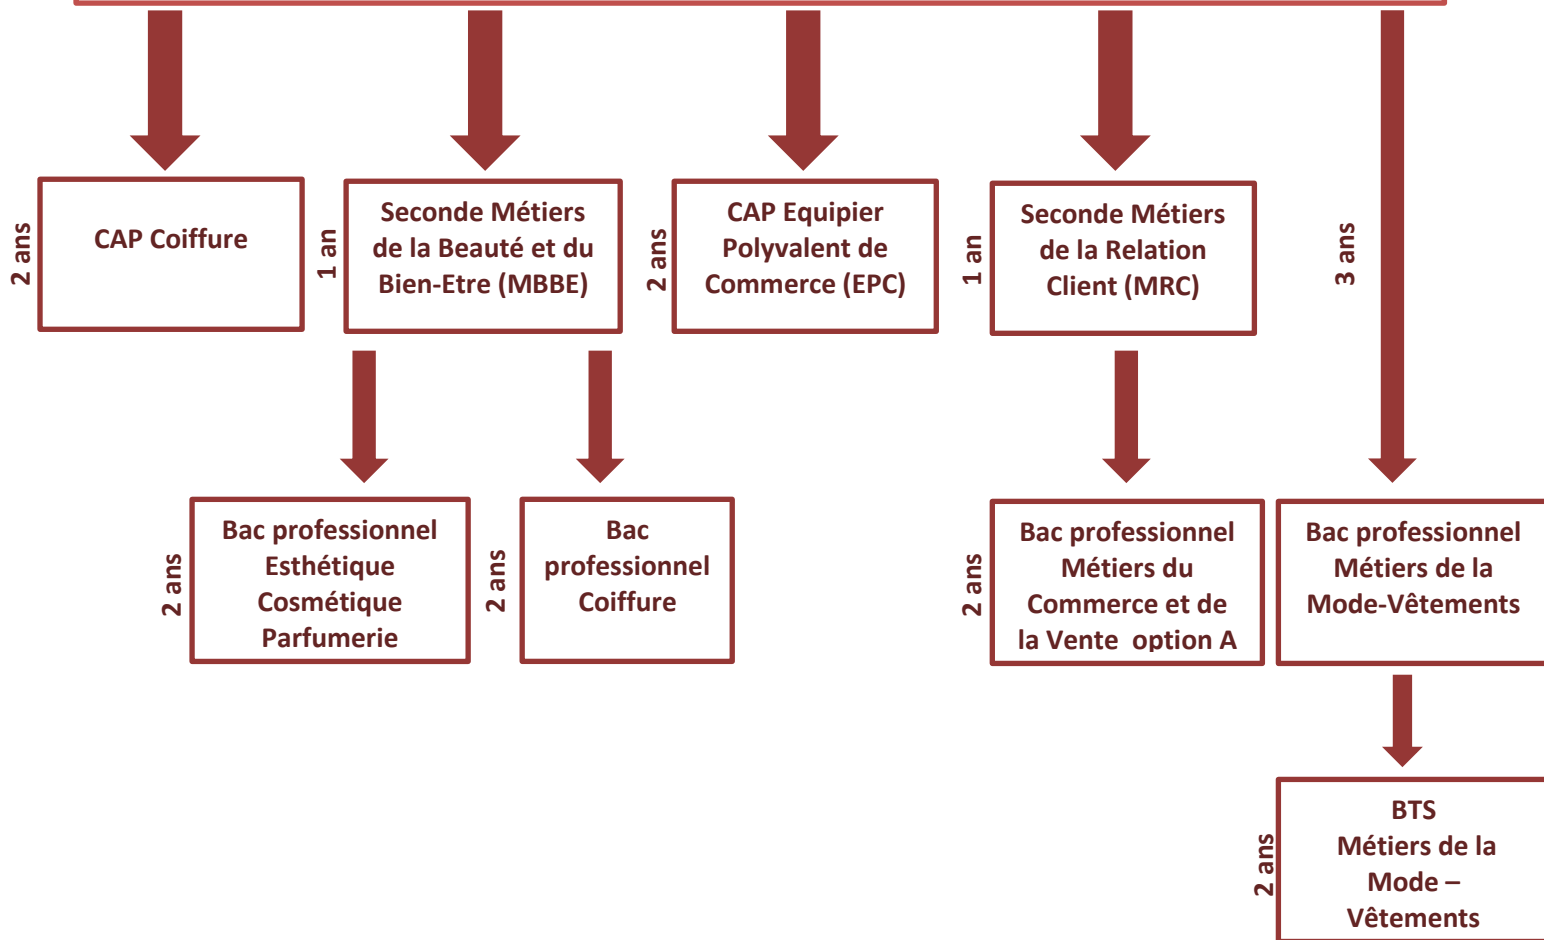 2 ans
CAP Coiffure
1 an
Seconde Métiers
de la Beauté et du
Bien-Etre (MBBE)
2 ans
CAP Equipier
Polyvalent de
Commerce (EPC)
1 an
Seconde Métiers
de la Relation
Client (MRC)
3 ans
2 ans
Bac professionnel
Esthétique
Cosmétique
Parfumerie
2 ans
Bac
professionnel
Coiffure
2 ans
Bac professionnel
Métiers du
Commerce et de
la Vente option A
Bac professionnel
Métiers de la
Mode-Vêtements
2 ans
BTS
Métiers de la
Mode –
Vêtements